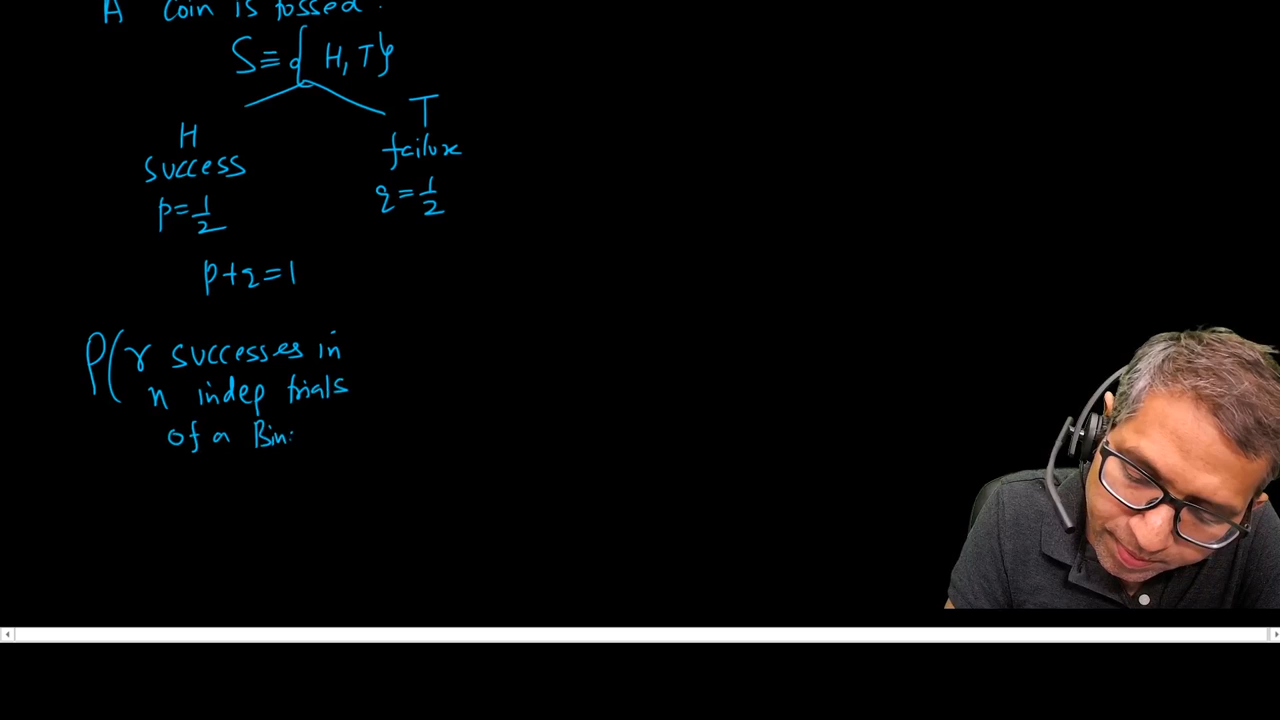 A coin is tossed.
S ≡ { H, T }
H
T
success
failure
p = 1/2
q = 1/2
p + q = 1
P( r successes in
n indep trials
of a Bin: